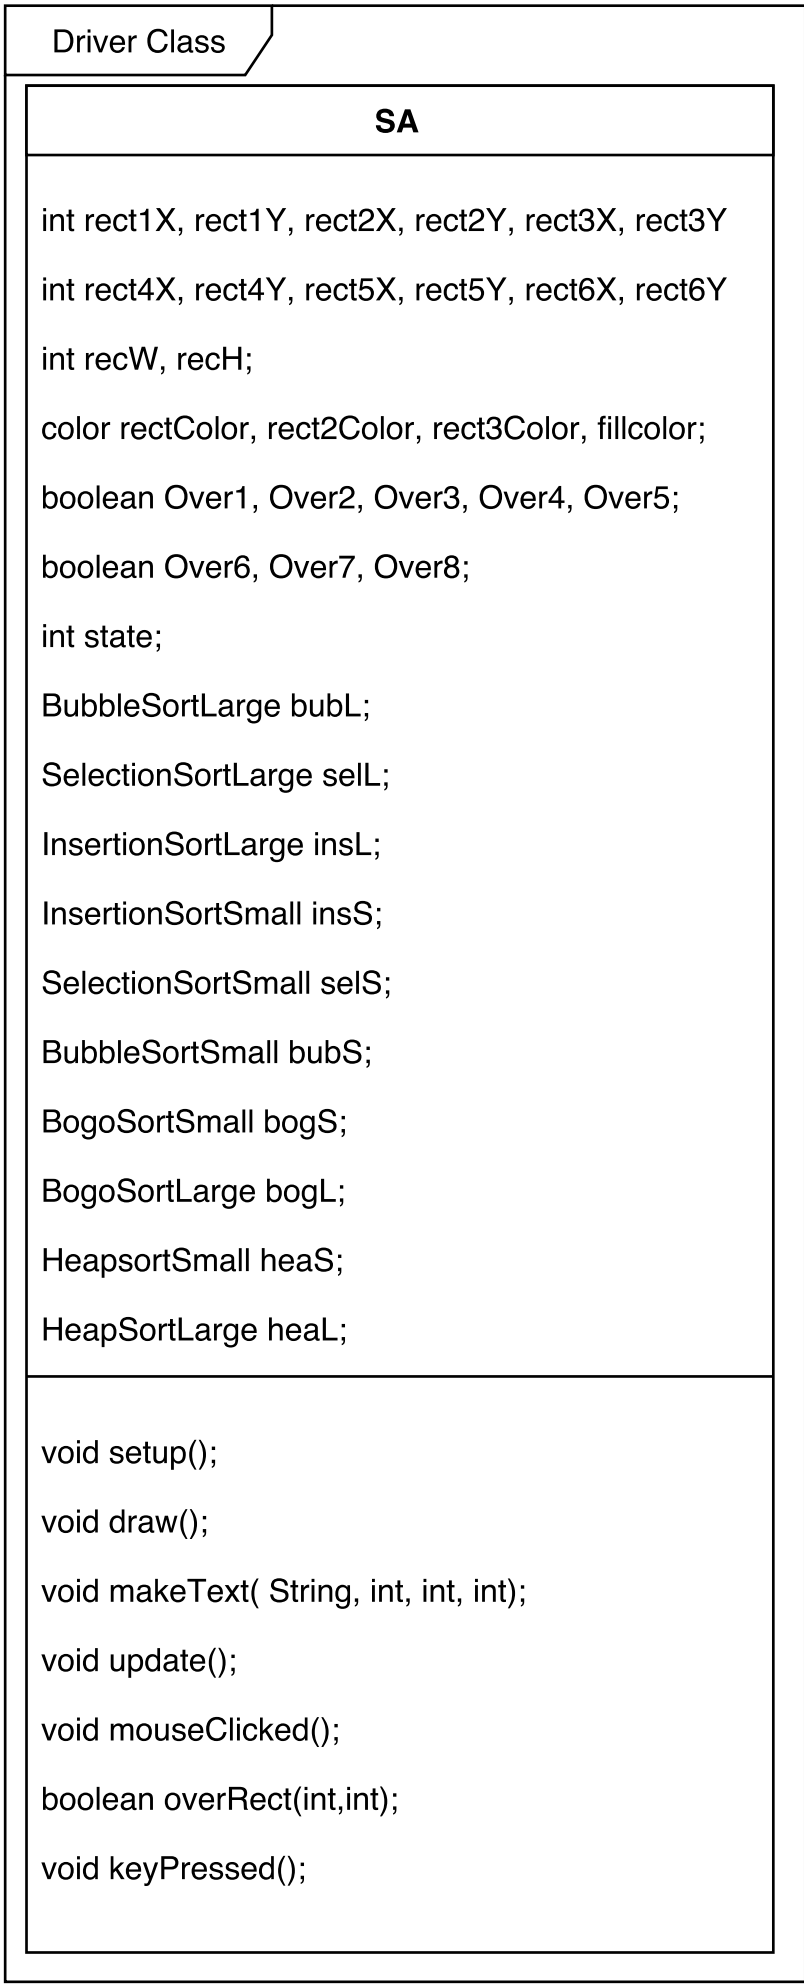 Driver Class
SA
int rect1X, rect1Y, rect2X, rect2Y, rect3X, rect3Y
int rect4X, rect4Y, rect5X, rect5Y, rect6X, rect6Y
int recW, recH;
color rectColor, rect2Color, rect3Color, fillcolor;
boolean Over1, Over2, Over3, Over4, Over5;
boolean Over6, Over7, Over8;
int state;
BubbleSortLarge bubL;
SelectionSortLarge selL;
InsertionSortLarge insL;
InsertionSortSmall insS;
SelectionSortSmall selS;
BubbleSortSmall bubS;
BogoSortSmall bogS;
BogoSortLarge bogL;
HeapsortSmall heaS;
HeapSortLarge heaL;
void setup();
void draw();
void makeText( String, int, int, int);
void update();
void mouseClicked();
boolean overRect(int,int);
void keyPressed();